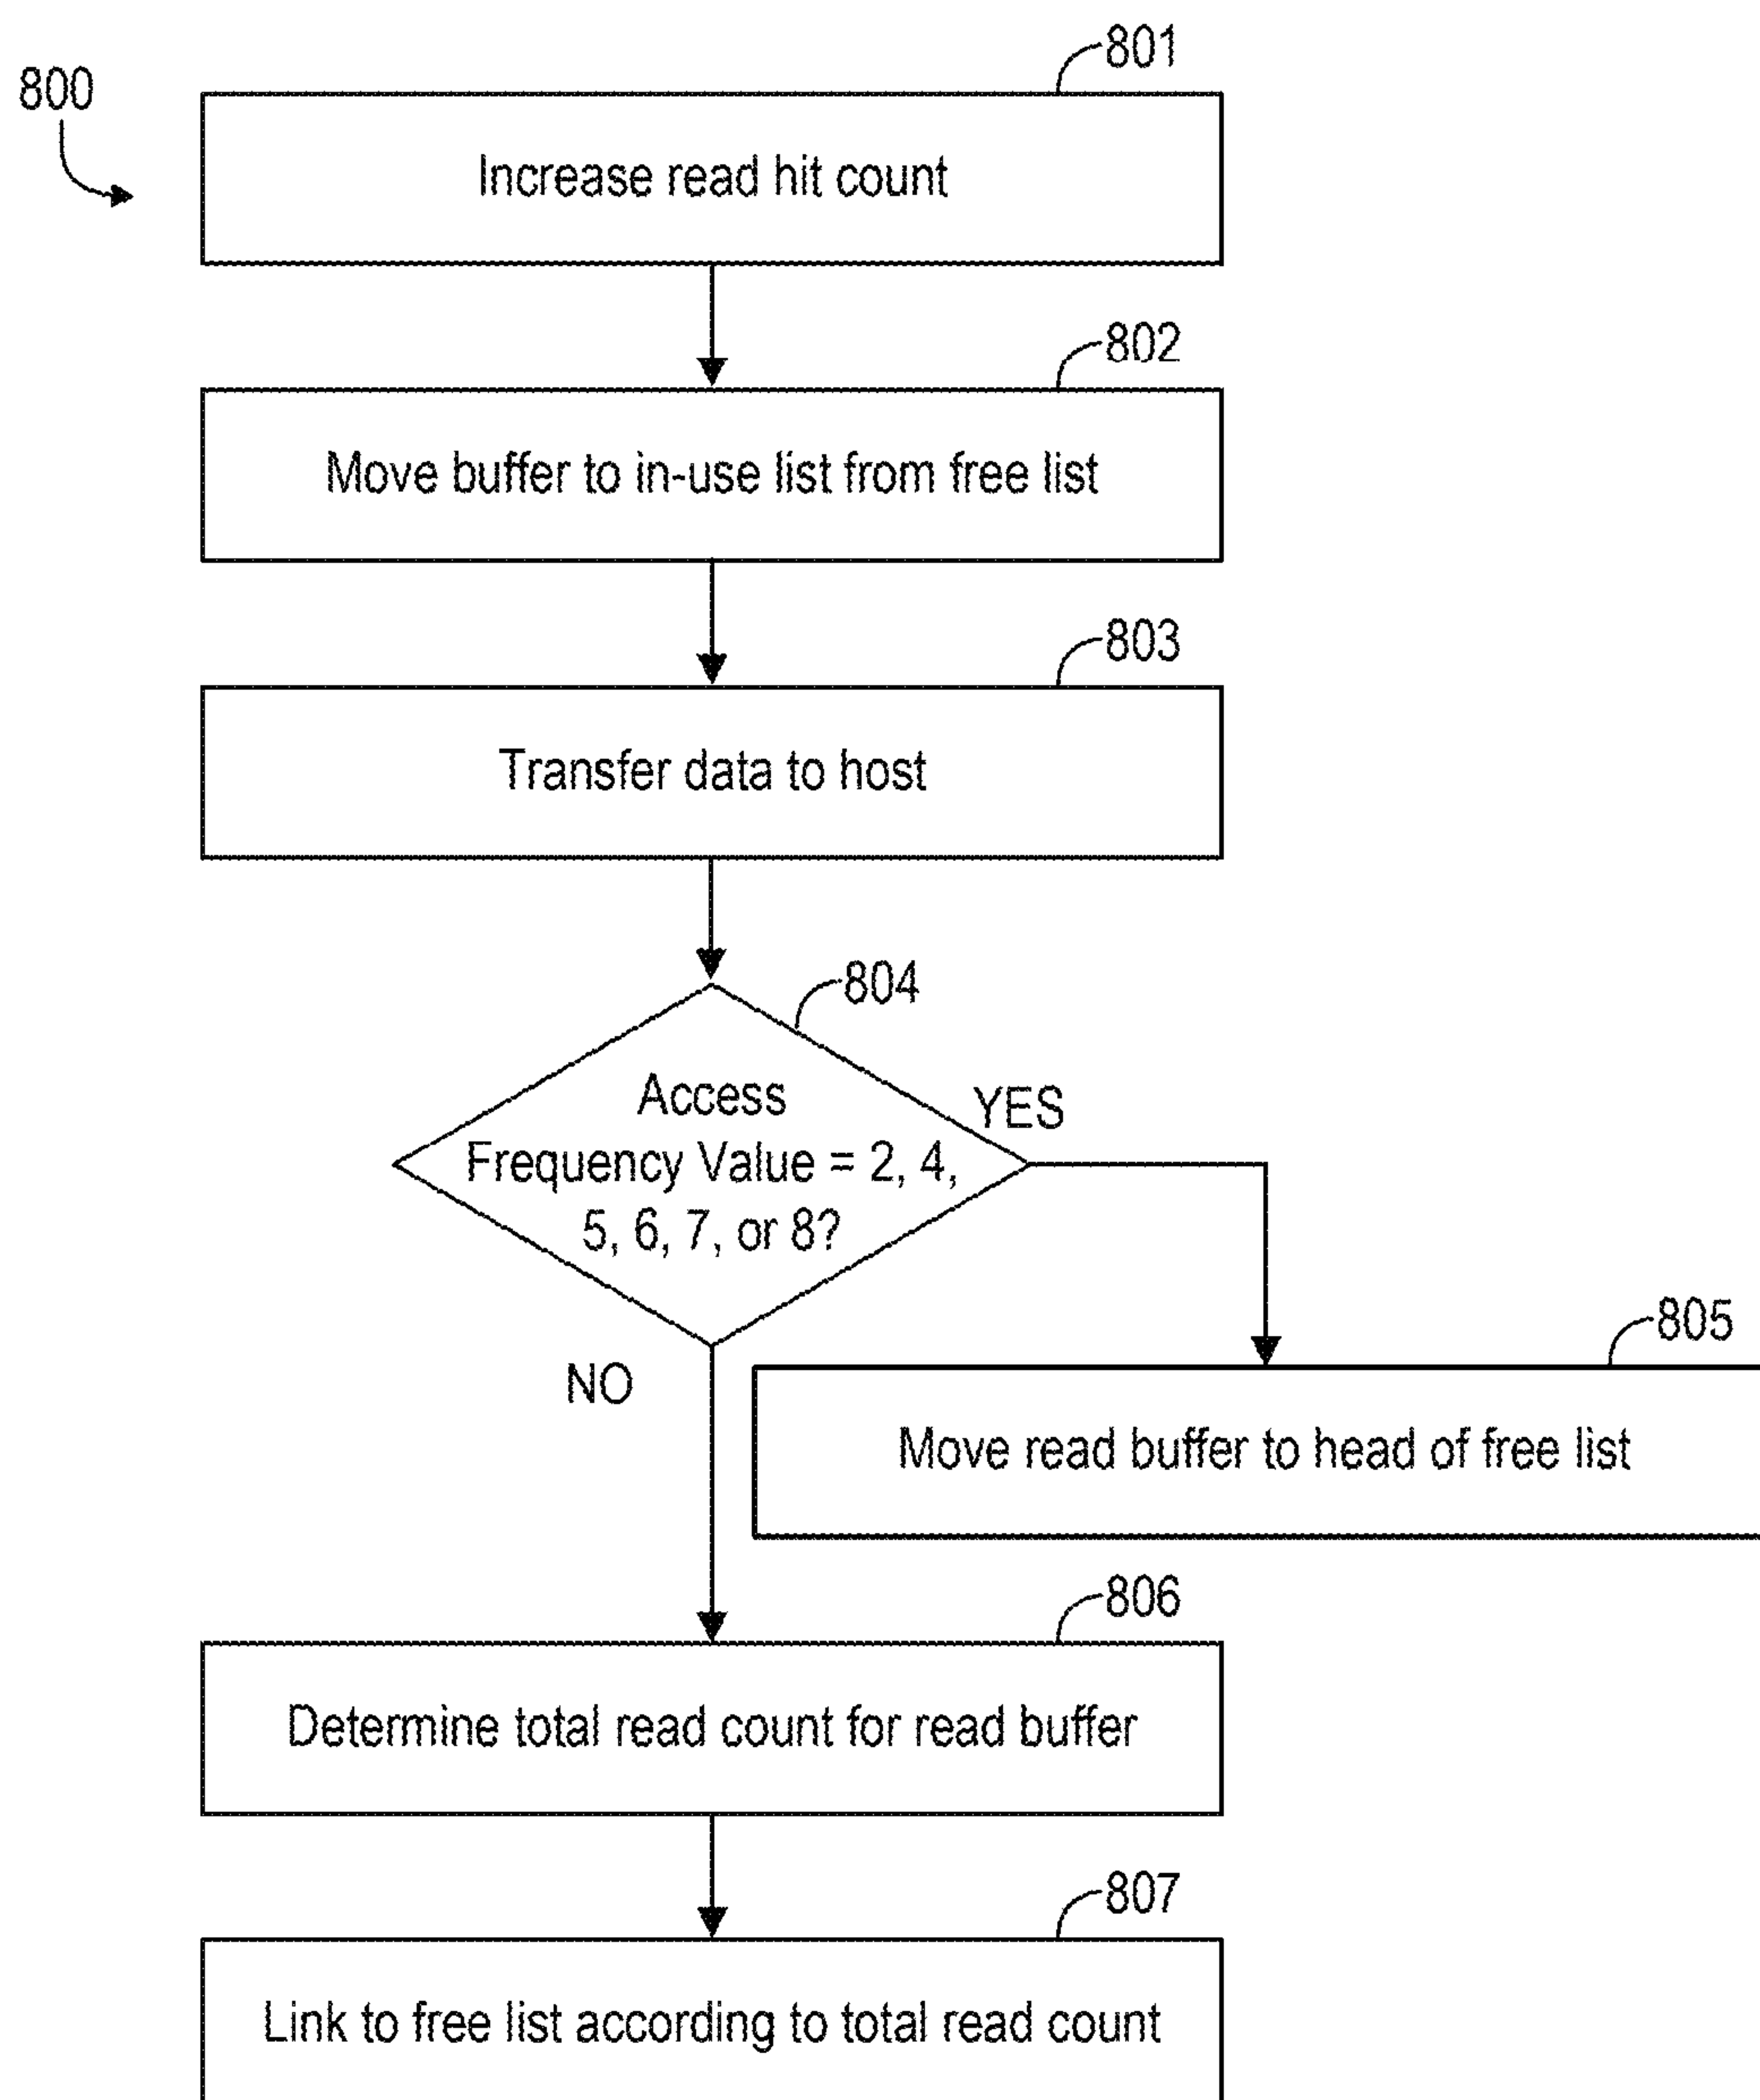 800
801
Increase read hit count
802
Move buffer to in-use list from free list
803
Transfer data to host
804
Access
Frequency Value = 2, 4,
5, 6, 7, or 8?
YES
NO
805
Move read buffer to head of free list
806
Determine total read count for read buffer
807
Link to free list according to total read count